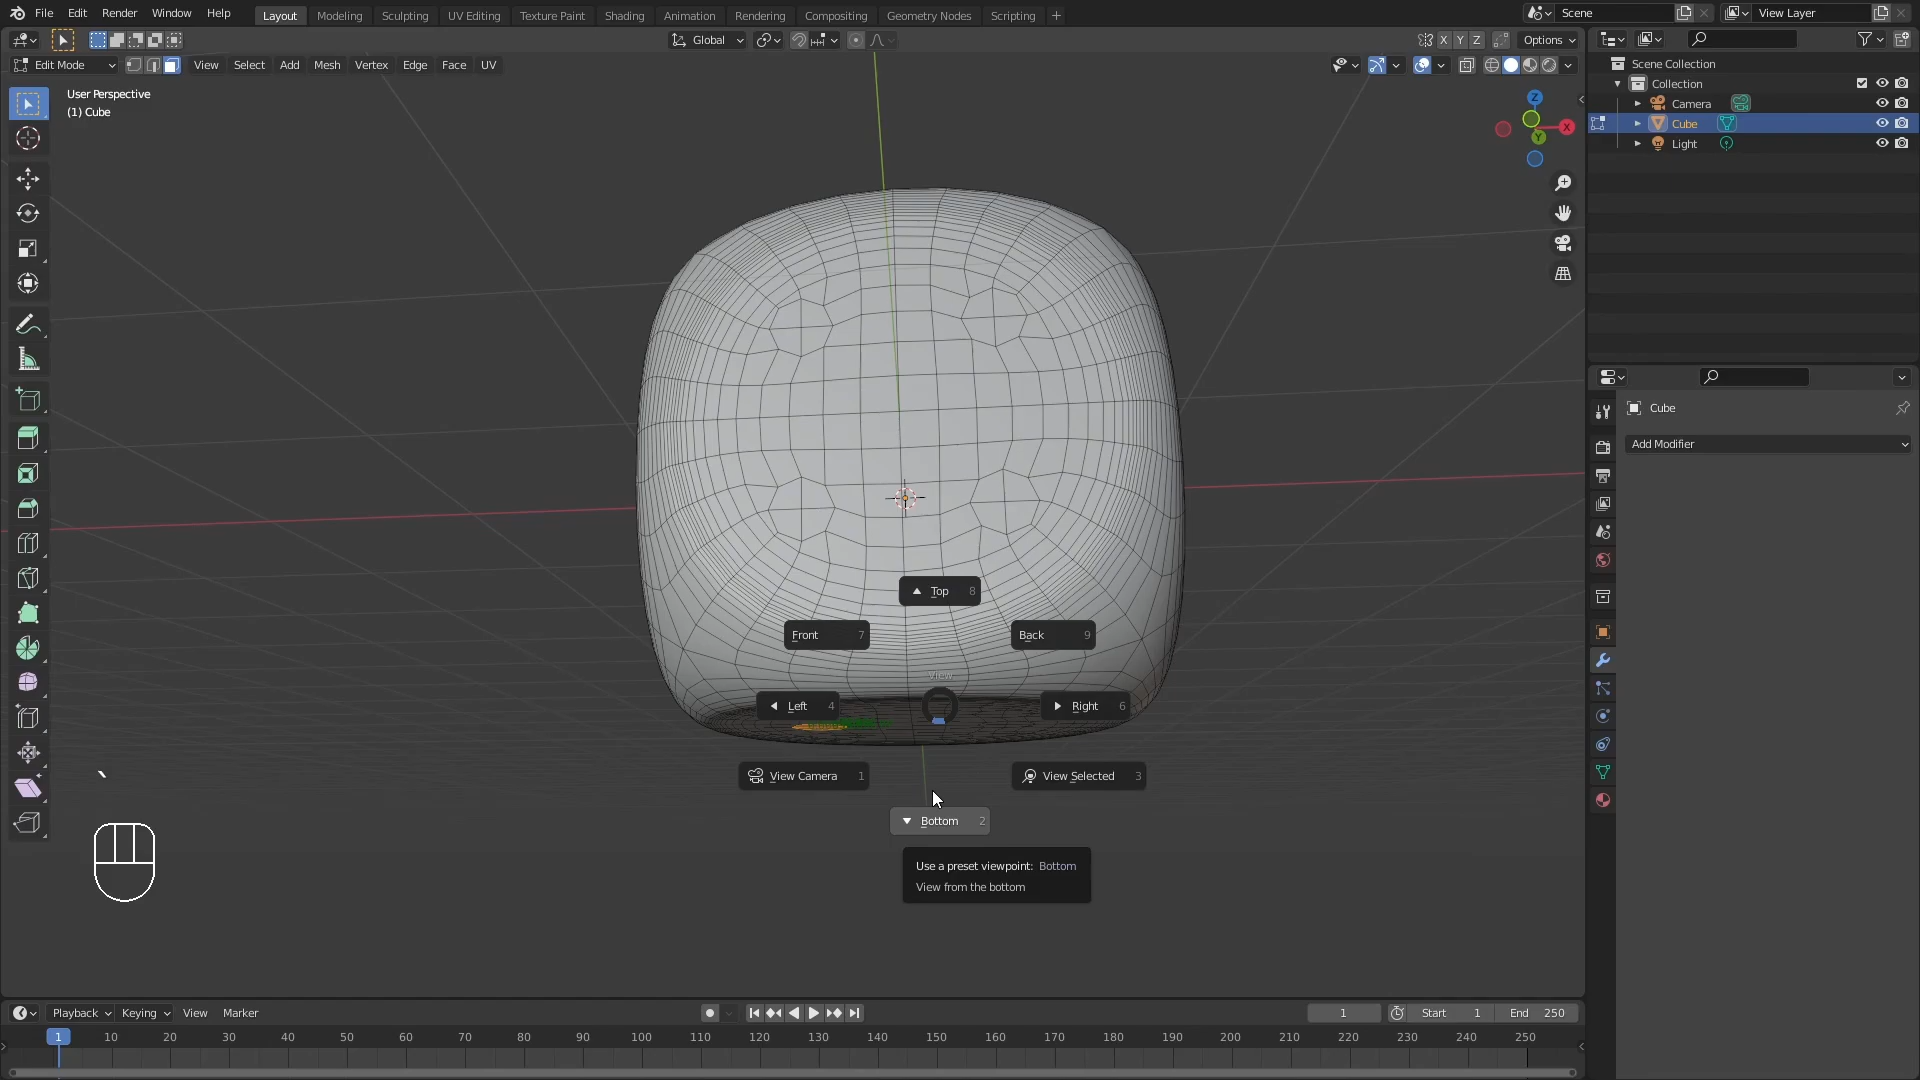 File Edit Render Window Help Layout Modeling Sculpting UV Editing Texture Paint Shading Animation Rendering Compositing Geometry Nodes Scripting + Scene View Layer
Global X Y Z Options
Edit Mode View Select Add Mesh Vertex Edge Face UV
User Perspective
(1) Cube
Z
X
Y
Scene Collection
Collection
Camera
Cube
Light
Cube
Add Modifier
Top 8
Front 7
Back 9
View
Left 4
Right 6
View Camera 1
View Selected 3
Bottom 2
Use a preset viewpoint: Bottom
View from the bottom
`
Playback Keying View Marker 1 Start 1 End 250
1 10 20 30 40 50 60 70 80 90 100 110 120 130 140 150 160 170 180 190 200 210 220 230 240 250